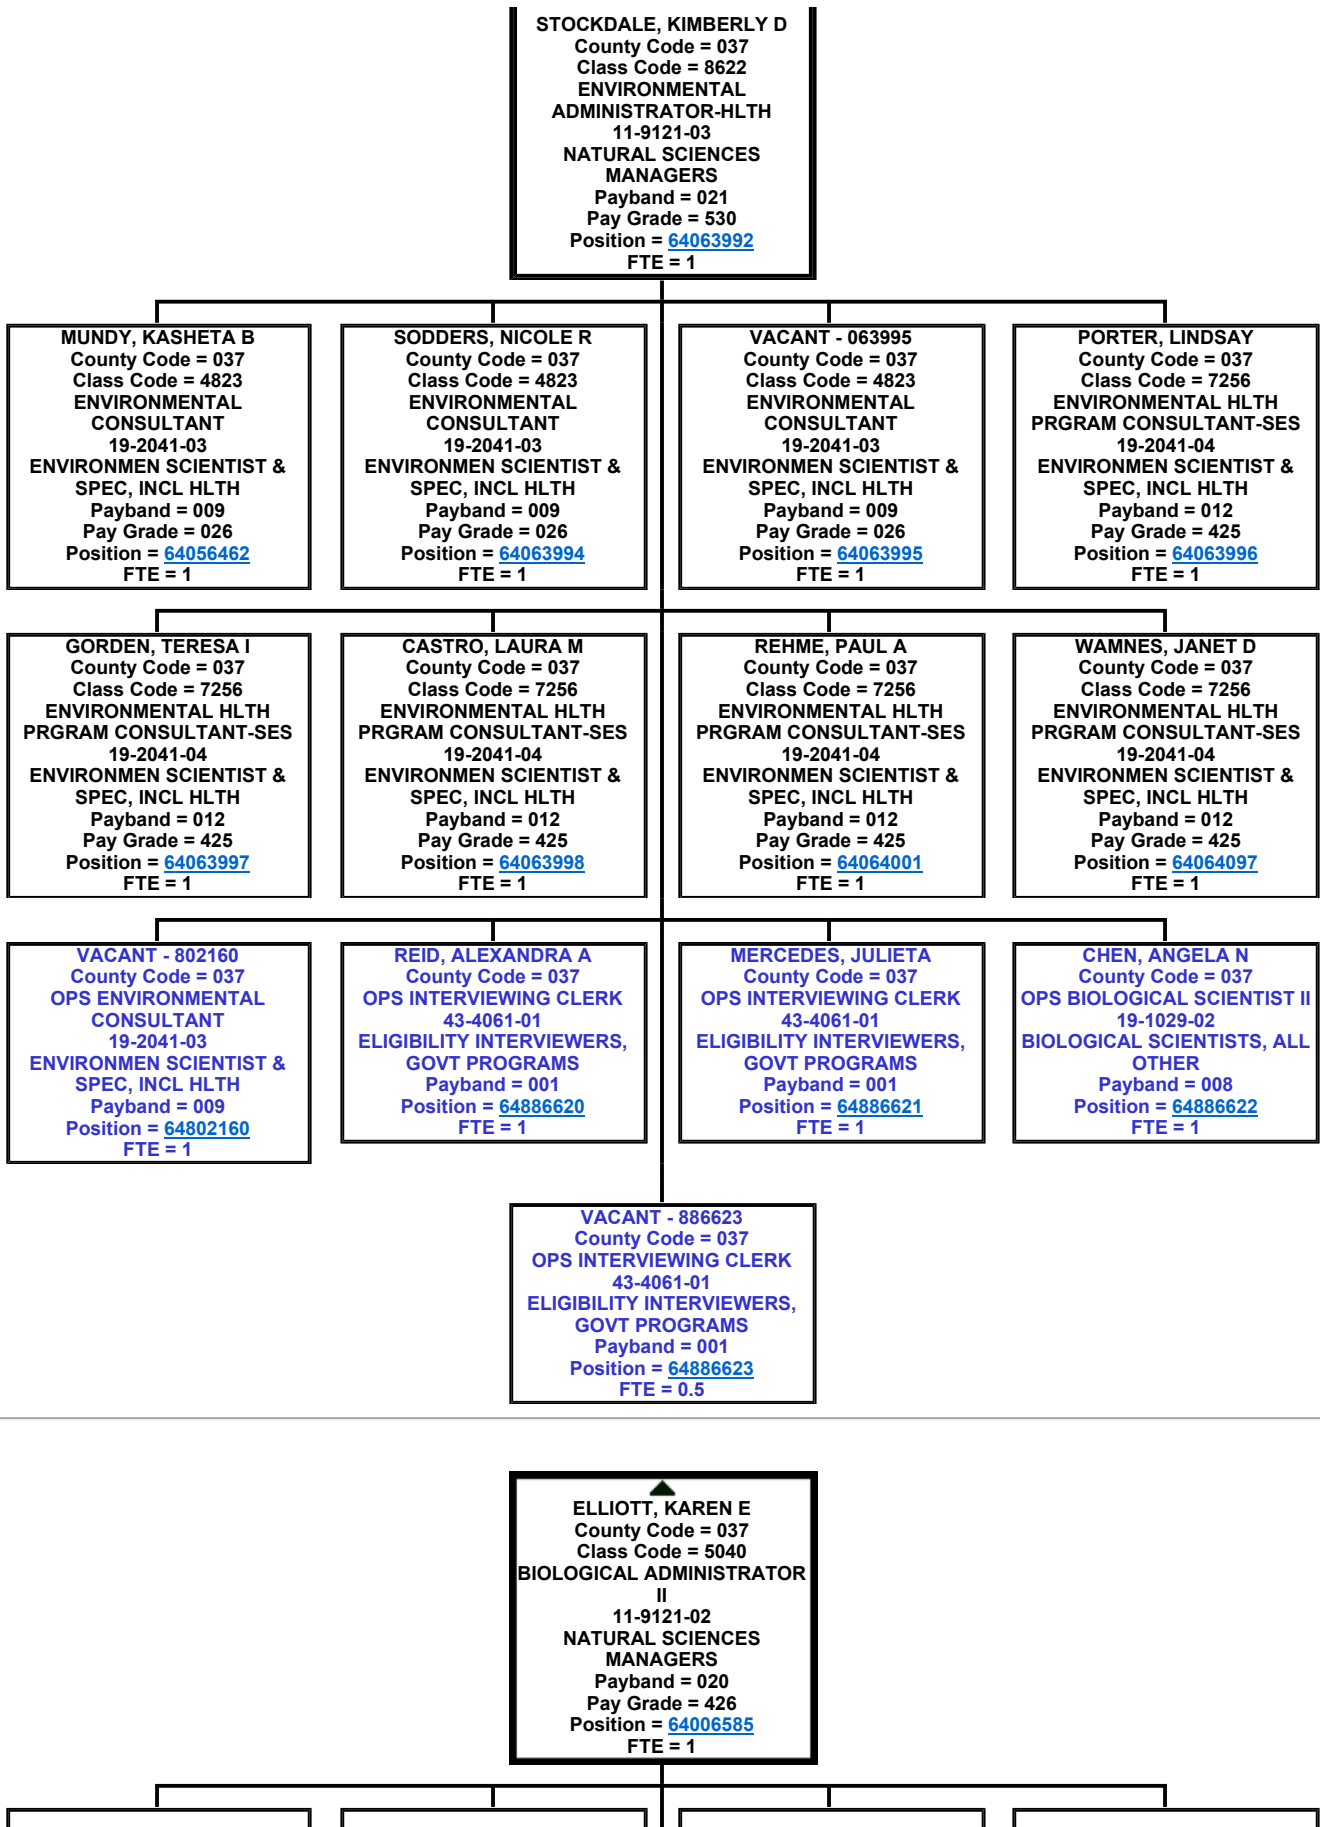 STOCKDALE, KIMBERLY D
County Code = 037
Class Code = 8622
ENVIRONMENTAL
ADMINISTRATOR-HLTH
11-9121-03
NATURAL SCIENCES
MANAGERS
Payband = 021
Pay Grade = 530
Position = 64063992
FTE = 1
MUNDY, KASHETA B
County Code = 037
Class Code = 4823
ENVIRONMENTAL
CONSULTANT
19-2041-03
ENVIRONMEN SCIENTIST &
SPEC, INCL HLTH
Payband = 009
Pay Grade = 026
Position = 64056462
FTE = 1
SODDERS, NICOLE R
County Code = 037
Class Code = 4823
ENVIRONMENTAL
CONSULTANT
19-2041-03
ENVIRONMEN SCIENTIST &
SPEC, INCL HLTH
Payband = 009
Pay Grade = 026
Position = 64063994
FTE = 1
VACANT - 063995
County Code = 037
Class Code = 4823
ENVIRONMENTAL
CONSULTANT
19-2041-03
ENVIRONMEN SCIENTIST &
SPEC, INCL HLTH
Payband = 009
Pay Grade = 026
Position = 64063995
FTE = 1
PORTER, LINDSAY
County Code = 037
Class Code = 7256
ENVIRONMENTAL HLTH
PRGRAM CONSULTANT-SES
19-2041-04
ENVIRONMEN SCIENTIST &
SPEC, INCL HLTH
Payband = 012
Pay Grade = 425
Position = 64063996
FTE = 1
GORDEN, TERESA I
County Code = 037
Class Code = 7256
ENVIRONMENTAL HLTH
PRGRAM CONSULTANT-SES
19-2041-04
ENVIRONMEN SCIENTIST &
SPEC, INCL HLTH
Payband = 012
Pay Grade = 425
Position = 64063997
FTE = 1
CASTRO, LAURA M
County Code = 037
Class Code = 7256
ENVIRONMENTAL HLTH
PRGRAM CONSULTANT-SES
19-2041-04
ENVIRONMEN SCIENTIST &
SPEC, INCL HLTH
Payband = 012
Pay Grade = 425
Position = 64063998
FTE = 1
REHME, PAUL A
County Code = 037
Class Code = 7256
ENVIRONMENTAL HLTH
PRGRAM CONSULTANT-SES
19-2041-04
ENVIRONMEN SCIENTIST &
SPEC, INCL HLTH
Payband = 012
Pay Grade = 425
Position = 64064001
FTE = 1
WAMNES, JANET D
County Code = 037
Class Code = 7256
ENVIRONMENTAL HLTH
PRGRAM CONSULTANT-SES
19-2041-04
ENVIRONMEN SCIENTIST &
SPEC, INCL HLTH
Payband = 012
Pay Grade = 425
Position = 64064097
FTE = 1
VACANT - 802160
County Code = 037
OPS ENVIRONMENTAL
CONSULTANT
19-2041-03
ENVIRONMEN SCIENTIST &
SPEC, INCL HLTH
Payband = 009
Position = 64802160
FTE = 1
REID, ALEXANDRA A
County Code = 037
OPS INTERVIEWING CLERK
43-4061-01
ELIGIBILITY INTERVIEWERS,
GOVT PROGRAMS
Payband = 001
Position = 64886620
FTE = 1
MERCEDES, JULIETA
County Code = 037
OPS INTERVIEWING CLERK
43-4061-01
ELIGIBILITY INTERVIEWERS,
GOVT PROGRAMS
Payband = 001
Position = 64886621
FTE = 1
CHEN, ANGELA N
County Code = 037
OPS BIOLOGICAL SCIENTIST II
19-1029-02
BIOLOGICAL SCIENTISTS, ALL
OTHER
Payband = 008
Position = 64886622
FTE = 1
VACANT - 886623
County Code = 037
OPS INTERVIEWING CLERK
43-4061-01
ELIGIBILITY INTERVIEWERS,
GOVT PROGRAMS
Payband = 001
Position = 64886623
FTE = 0.5
ELLIOTT, KAREN E
County Code = 037
Class Code = 5040
BIOLOGICAL ADMINISTRATOR
II
11-9121-02
NATURAL SCIENCES
MANAGERS
Payband = 020
Pay Grade = 426
Position = 64006585
FTE = 1